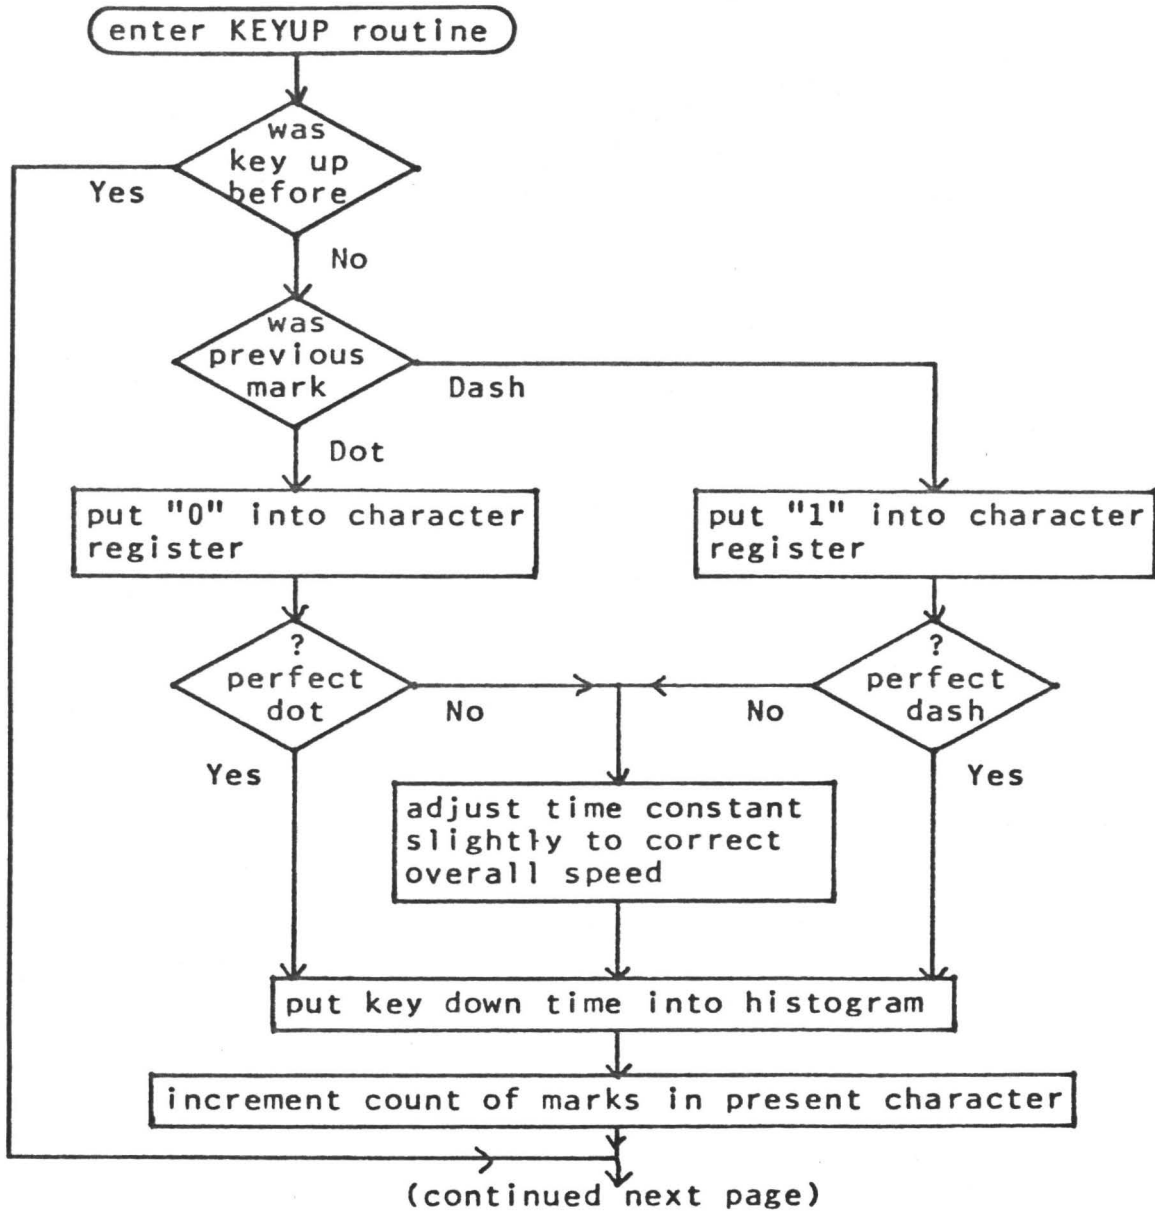 enter KEYUP routine
was
key up
before
Yes
No
was
previous
mark
Dash
Dot
put "0" into character
register
put "1" into character
register
?
perfect
dot
No
No
?
perfect
dash
Yes
Yes
adjust time constant
slightly to correct
overall speed
put key down time into histogram
increment count of marks in present character
(continued next page)